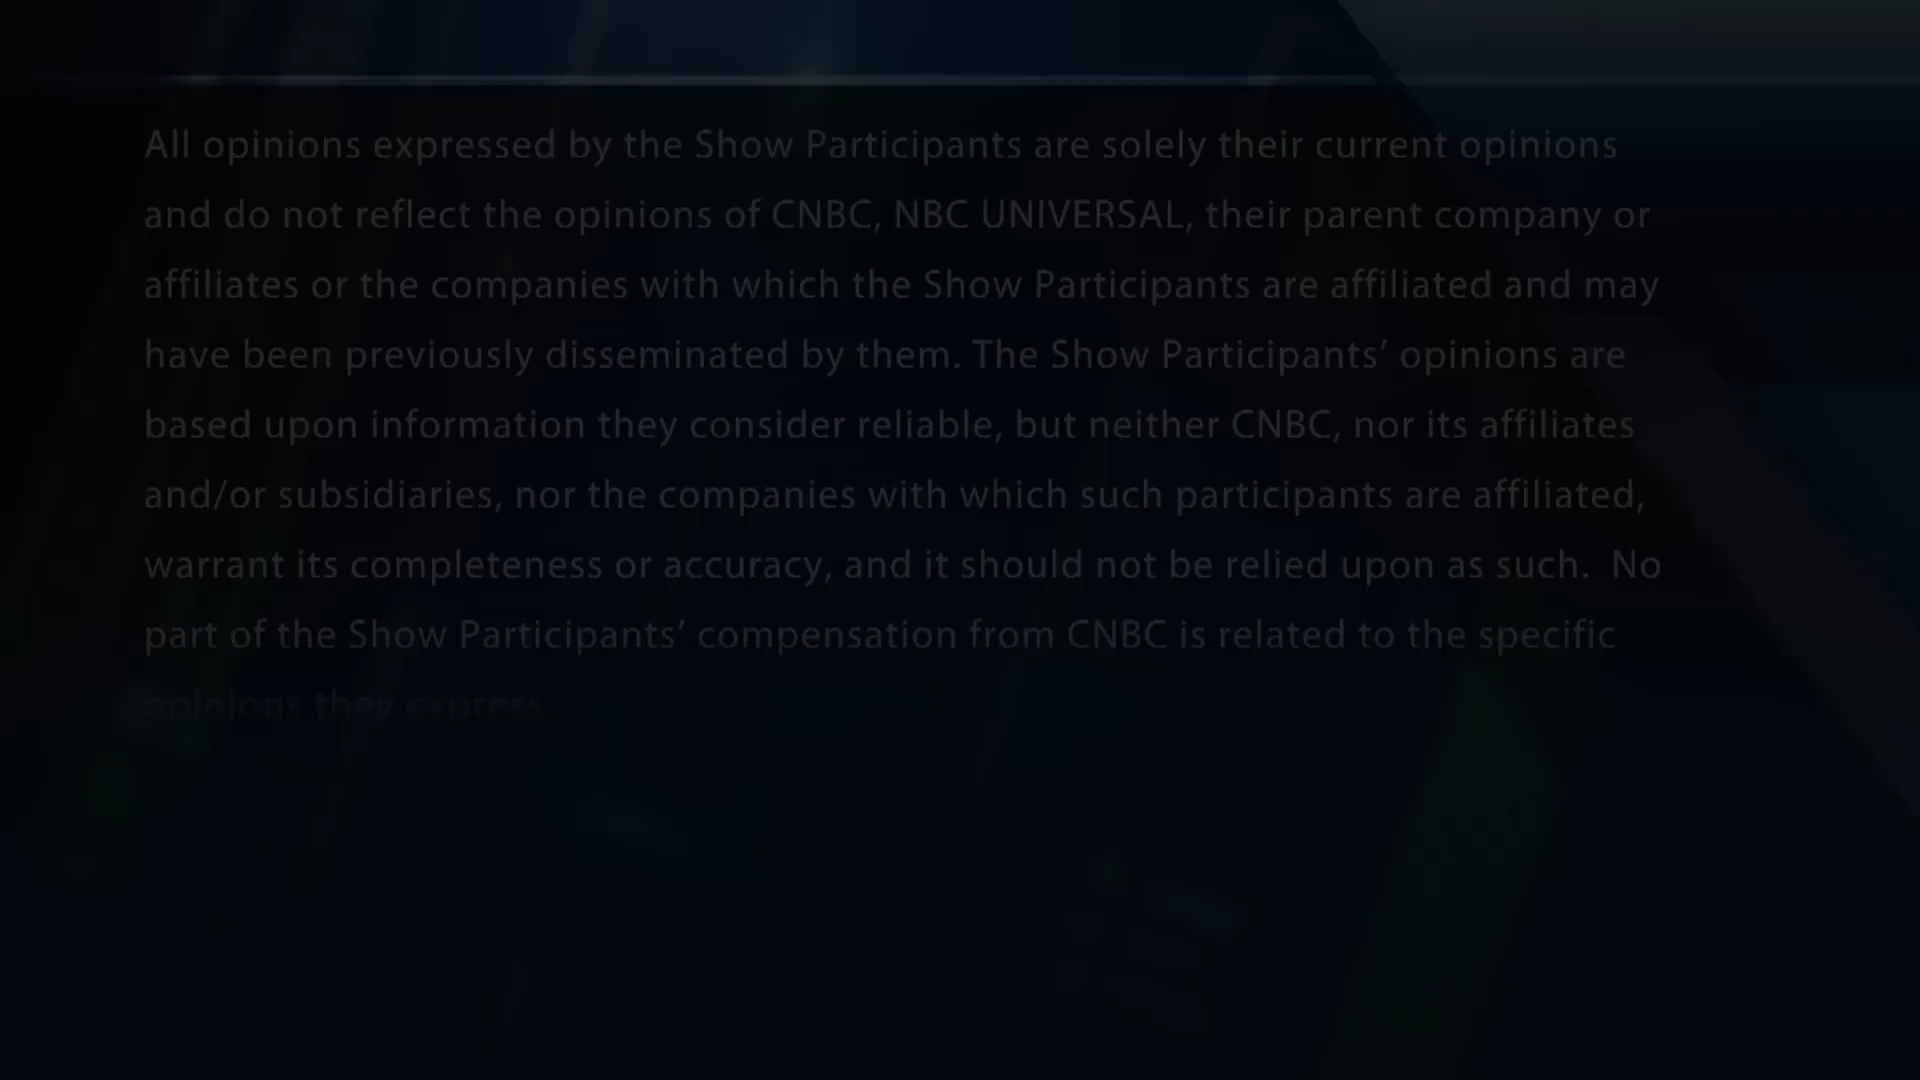 All opinions expressed by the Show Participants are solely their current opinions
and do not reflect the opinions of CNBC, NBC UNIVERSAL, their parent company or
affiliates or the companies with which the Show Participants are affiliated and may
have been previously disseminated by them. The Show Participants’ opinions are
based upon information they consider reliable, but neither CNBC, nor its affiliates
and/or subsidiaries, nor the companies with which such participants are affiliated,
warrant its completeness or accuracy, and it should not be relied upon as such.  No
part of the Show Participants’ compensation from CNBC is related to the specific
opinions they express.